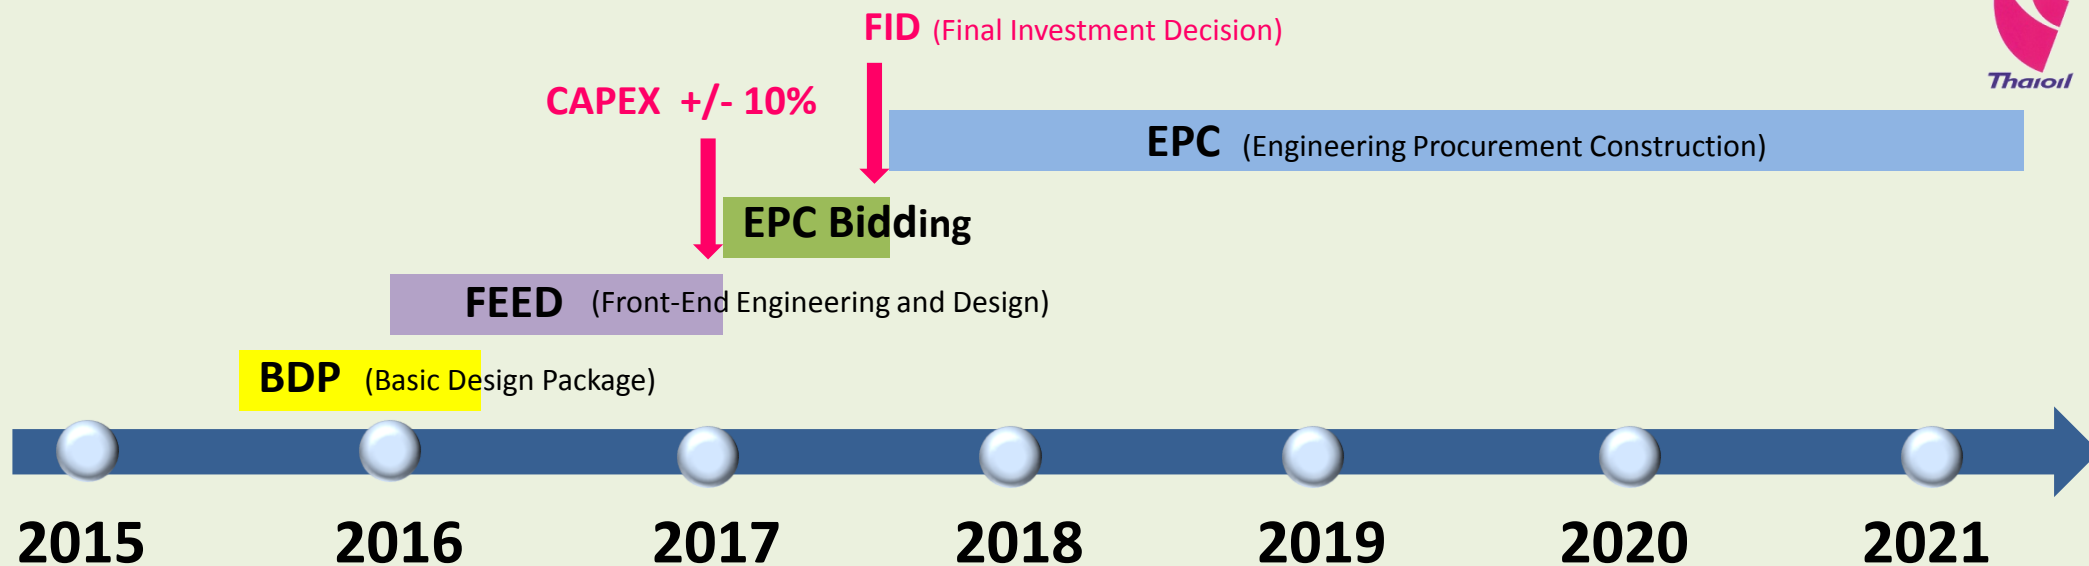 FID (Final Investment Decision)
Thaioil
CAPEX +/- 10%
EPC (Engineering Procurement Construction)
EPC Bidding
FEED (Front-End Engineering and Design)
BDP (Basic Design Package)
2015 2016 2017 2018 2019 2020 2021